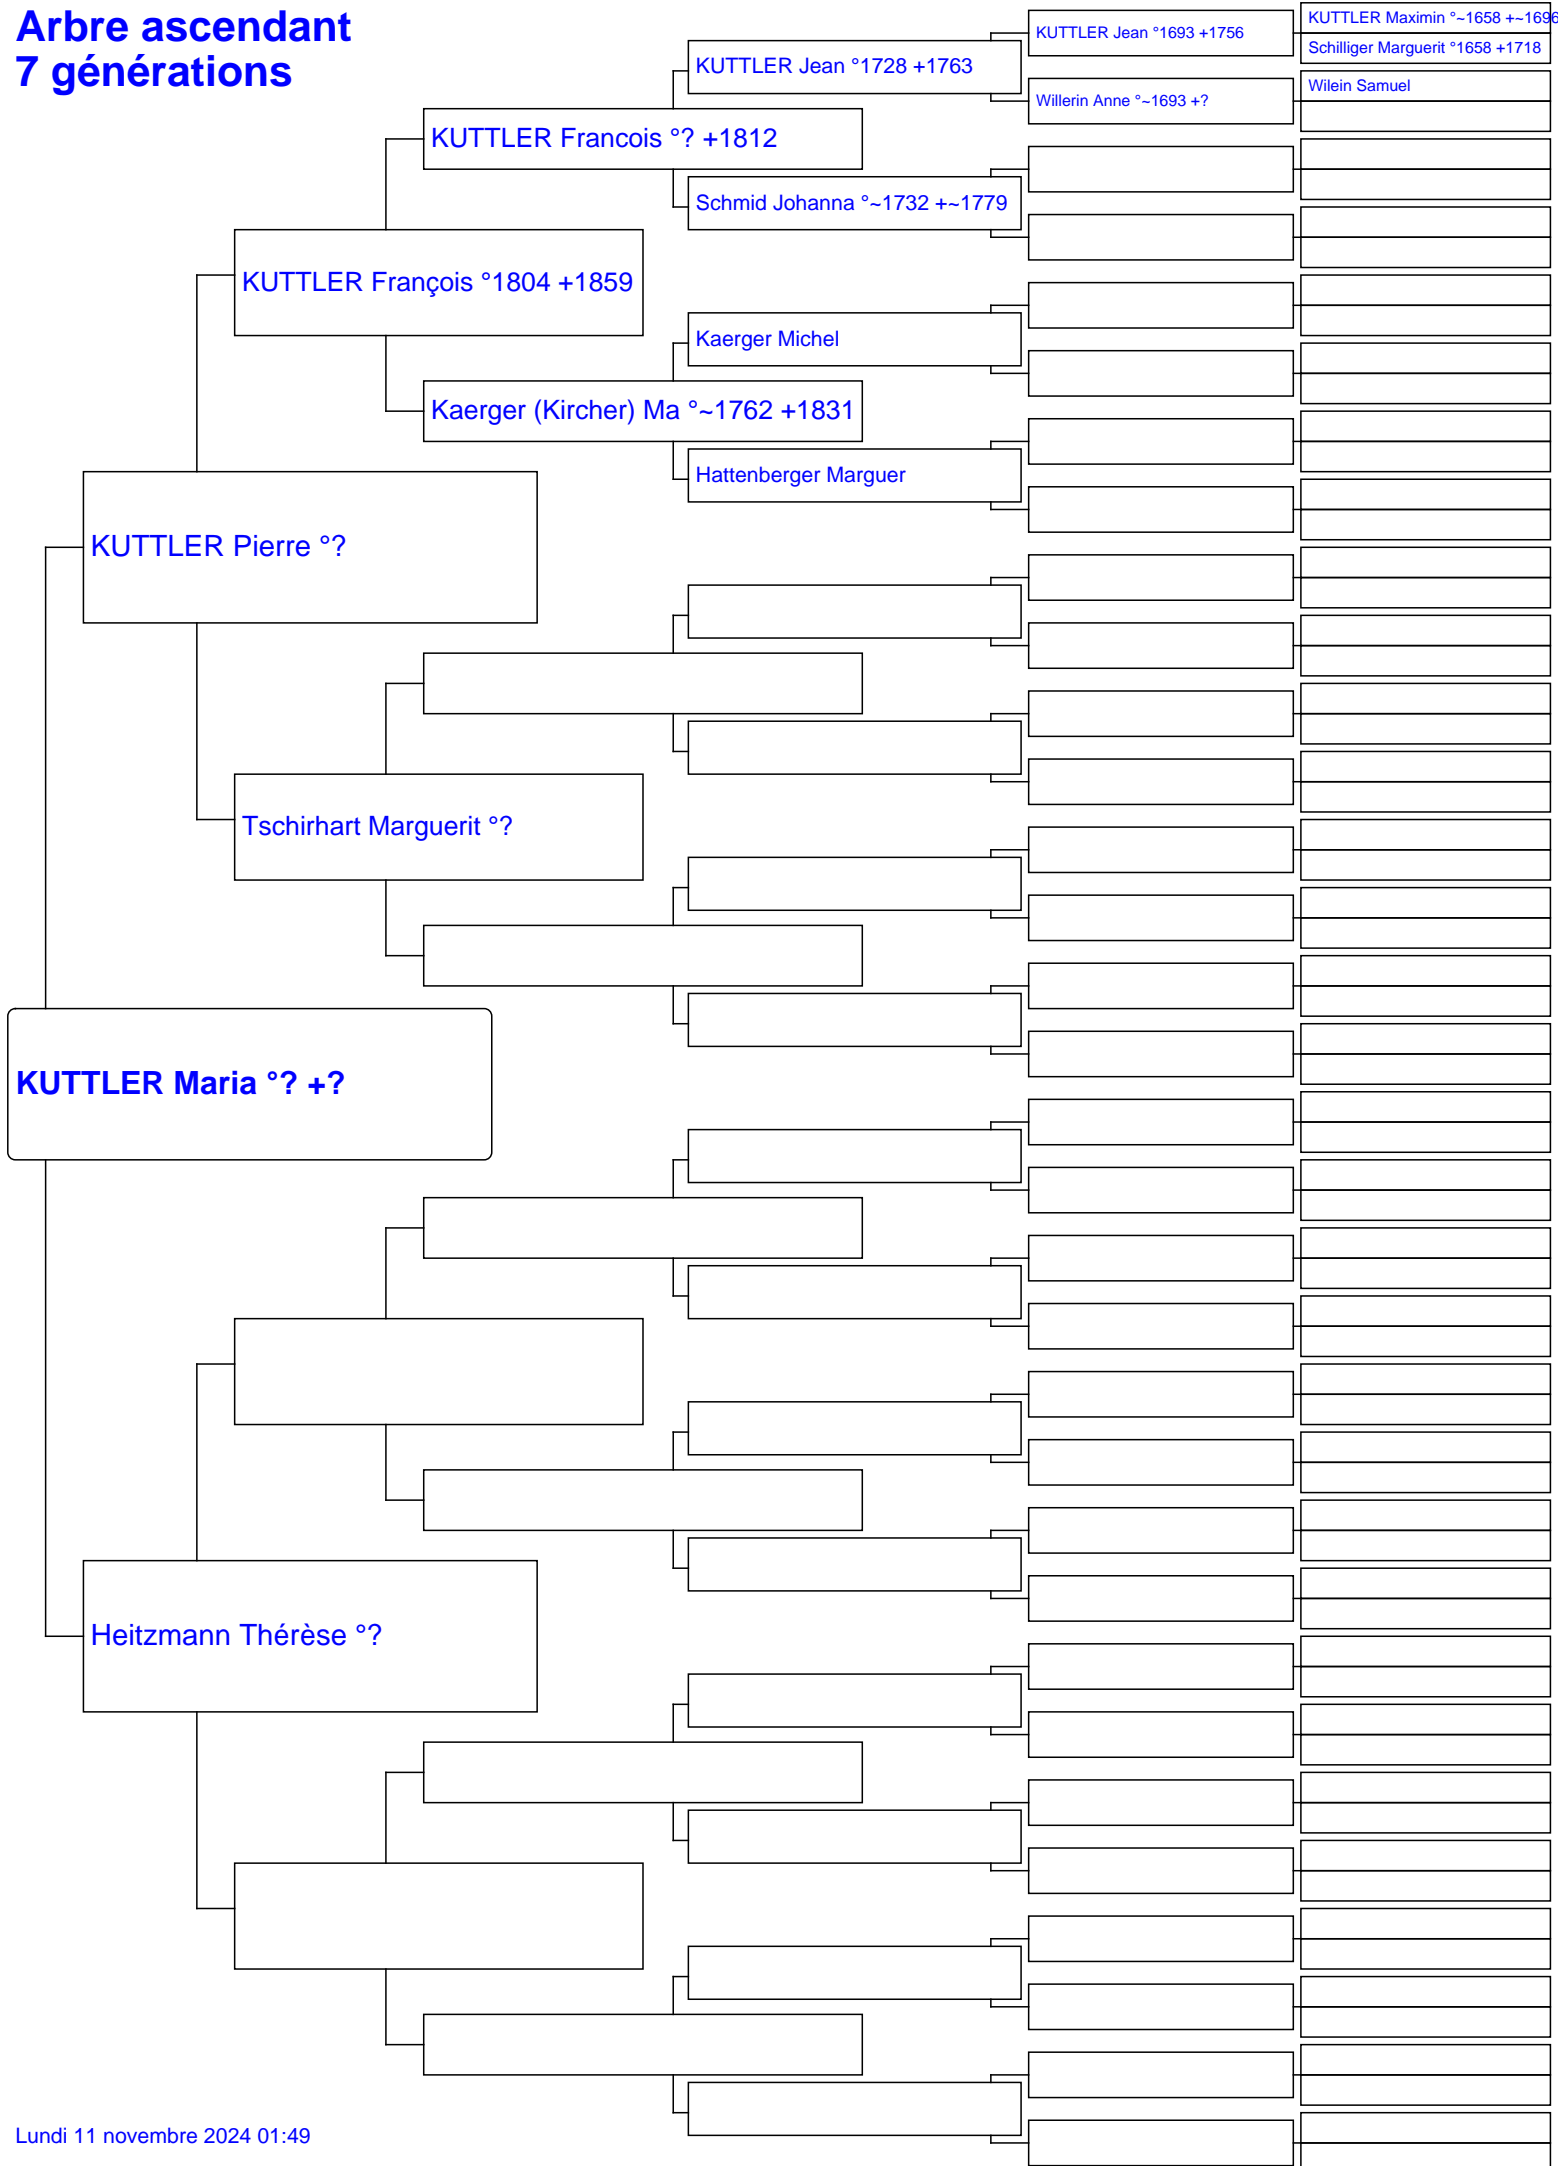 Arbre ascendant
7 générations
KUTTLER Maximin °~1658 +~1696
KUTTLER Jean °1693 +1756
Schilliger Marguerit °1658 +1718
KUTTLER Jean °1728 +1763
Wilein Samuel
Willerin Anne °~1693 +?
KUTTLER Francois °? +1812
Schmid Johanna °~1732 +~1779
KUTTLER François °1804 +1859
Kaerger Michel
Kaerger (Kircher) Ma °~1762 +1831
Hattenberger Marguer
KUTTLER Pierre °?
Tschirhart Marguerit °?
KUTTLER Maria °? +?
Heitzmann Thérèse °?
Lundi 11 novembre 2024 01:49